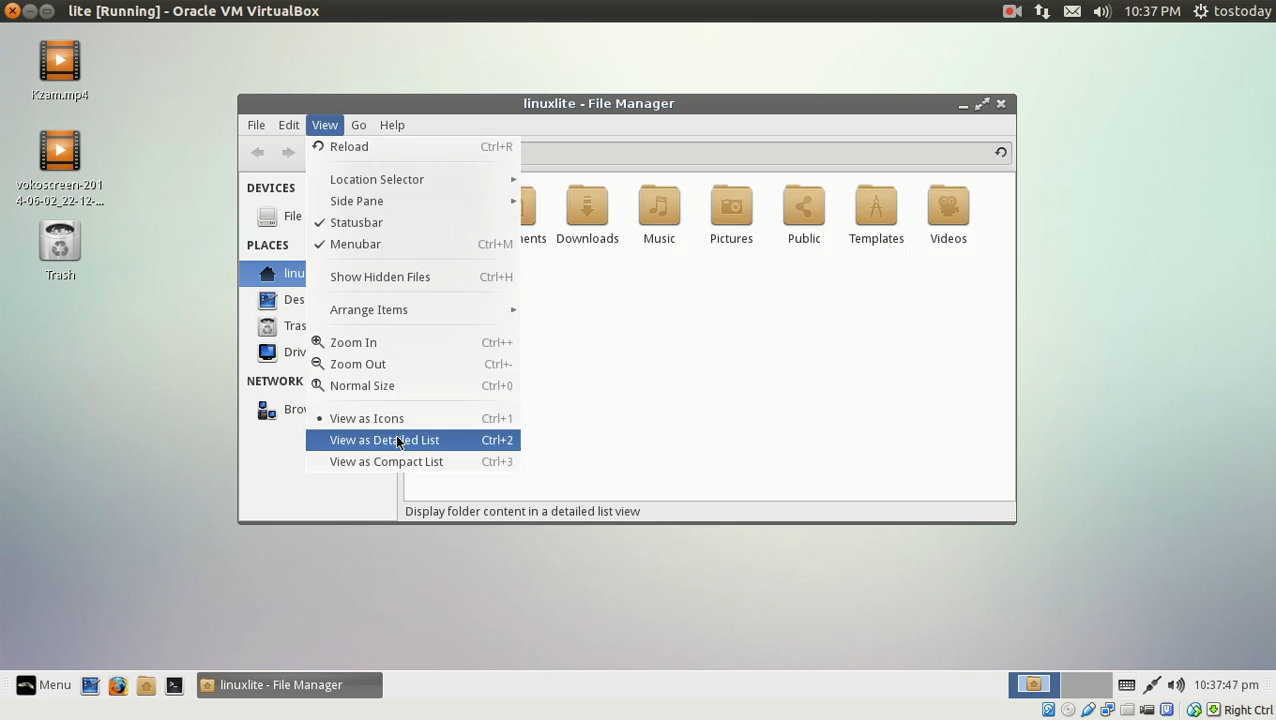 lite [Running] - Oracle VM VirtualBox
10:37 PM
tostoday
Kzam.mp4
vokoscreen-201
4-06-02_22-12-...
Trash
linuxlite - File Manager
File Edit View Go Help
Reload Ctrl+R
Location Selector
Side Pane
Statusbar
Menubar Ctrl+M
Show Hidden Files Ctrl+H
Arrange Items
Zoom In Ctrl++
Zoom Out Ctrl+-
Normal Size Ctrl+0
View as Icons Ctrl+1
View as Detailed List Ctrl+2
View as Compact List Ctrl+3
DEVICES
File
PLACES
linu
Des
Tras
Driv
NETWORK
Brow
ments Downloads Music Pictures Public Templates Videos
Display folder content in a detailed list view
Menu
linuxlite - File Manager
10:37:47 pm
Right Ctrl